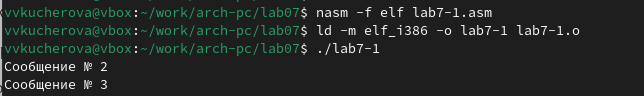 vvkucherova@vbox:~/work/arch-pc/lab07$ nasm -f elf lab7-1.asm
vvkucherova@vbox:~/work/arch-pc/lab07$ ld -m elf_i386 -o lab7-1 lab7-1.o
vvkucherova@vbox:~/work/arch-pc/lab07$ ./lab7-1
Сообщение № 2
Сообщение № 3